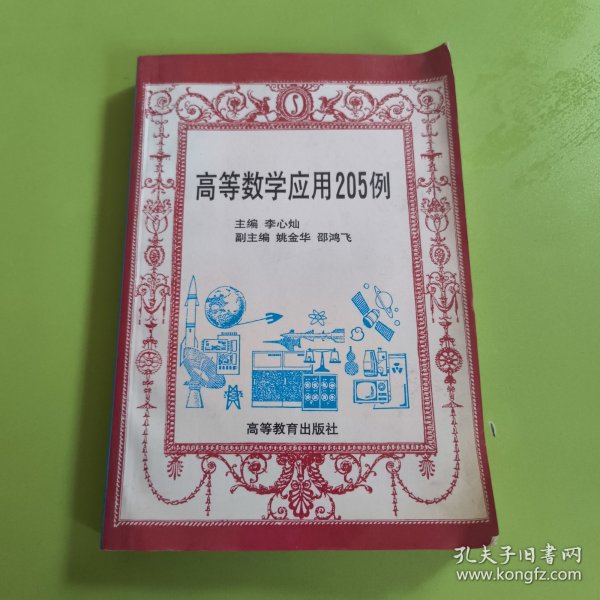 高等数学应用205例
主编 李心灿
副主编 姚金华 邵鸿飞
高等教育出版社
孔夫子旧书网
www.kongfz.com